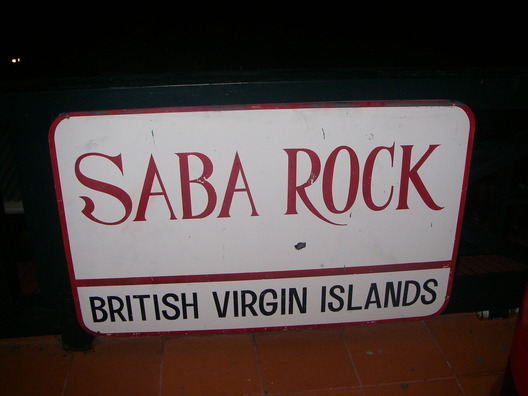 SABA ROCK
BRITISH VIRGIN ISLANDS